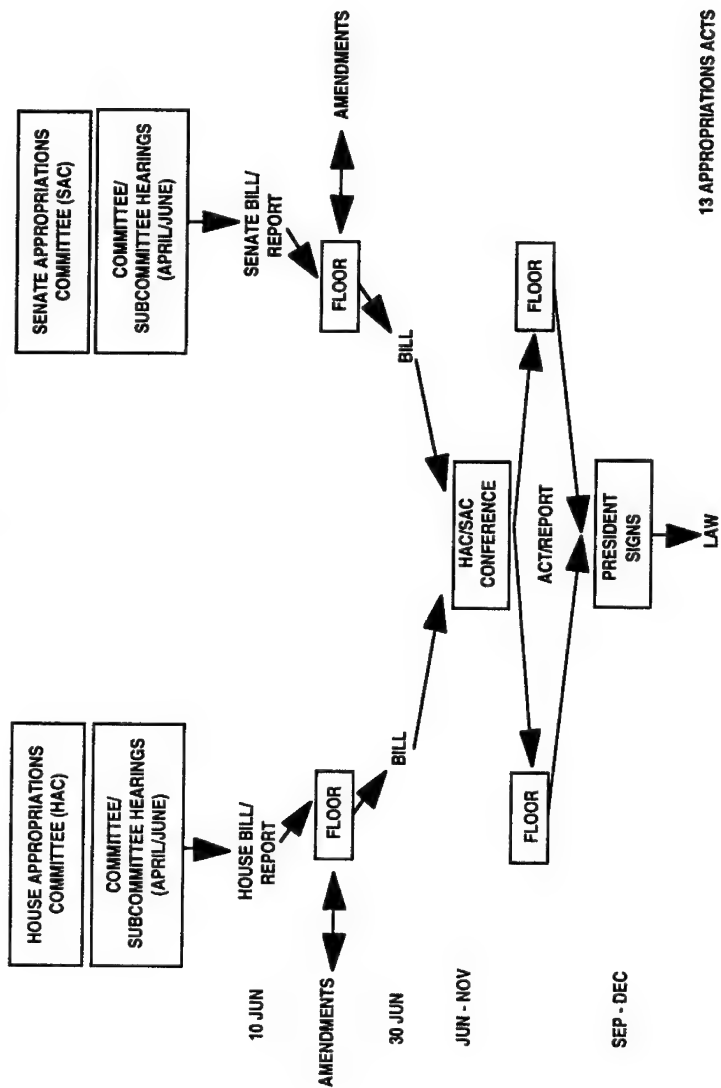 HOUSE APPROPRIATIONS
COMMITTEE (HAC)
COMMITTEE/
SUBCOMMITTEE HEARINGS
(APRIL/JUNE)
SENATE APPROPRIATIONS
COMMITTEE (SAC)
COMMITTEE/
SUBCOMMITTEE HEARINGS
(APRIL/JUNE)
10 JUN
HOUSE BILL/
REPORT
SENATE BILL/
REPORT
AMENDMENTS
FLOOR
FLOOR
AMENDMENTS
30 JUN
BILL
BILL
JUN - NOV
HAC/SAC
CONFERENCE
FLOOR
ACT/REPORT
FLOOR
SEP - DEC
PRESIDENT
SIGNS
LAW
13 APPROPRIATIONS ACTS